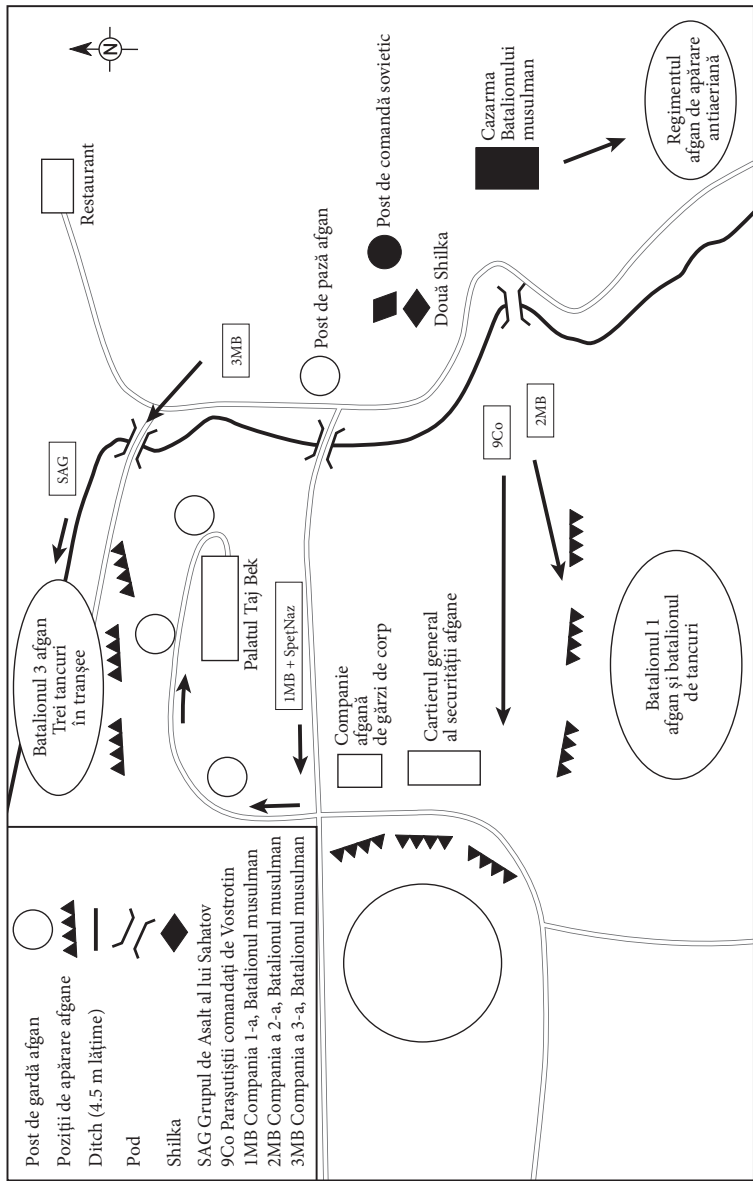 Post de gardă afgan
Poziții de apărare afgane
Ditch (4.5 m lățime)
Pod
Shilka
SAG Grupul de Asalt al lui Sahatov
9Co Parașutiștii comandați de Vostrotin
1MB Compania 1-a, Batalionul musulman
2MB Compania a 2-a, Batalionul musulman
3MB Compania a 3-a, Batalionul musulman
Batalionul 3 afgan
Trei tancuri
în tranșee
SAG
3MB
Restaurant
N
Palatul Taj Bek
1MB + SpețNaz
Post de pază afgan
Post de comandă sovietic
Două Shilka
Companie
afgană
de gărzi de corp
Cartierul general
al securității afgane
9Co
2MB
Cazarma
Batalionului
musulman
Batalionul 1
afgan și batalionul
de tancuri
Regimentul
afgan de apărare
antiaeriană